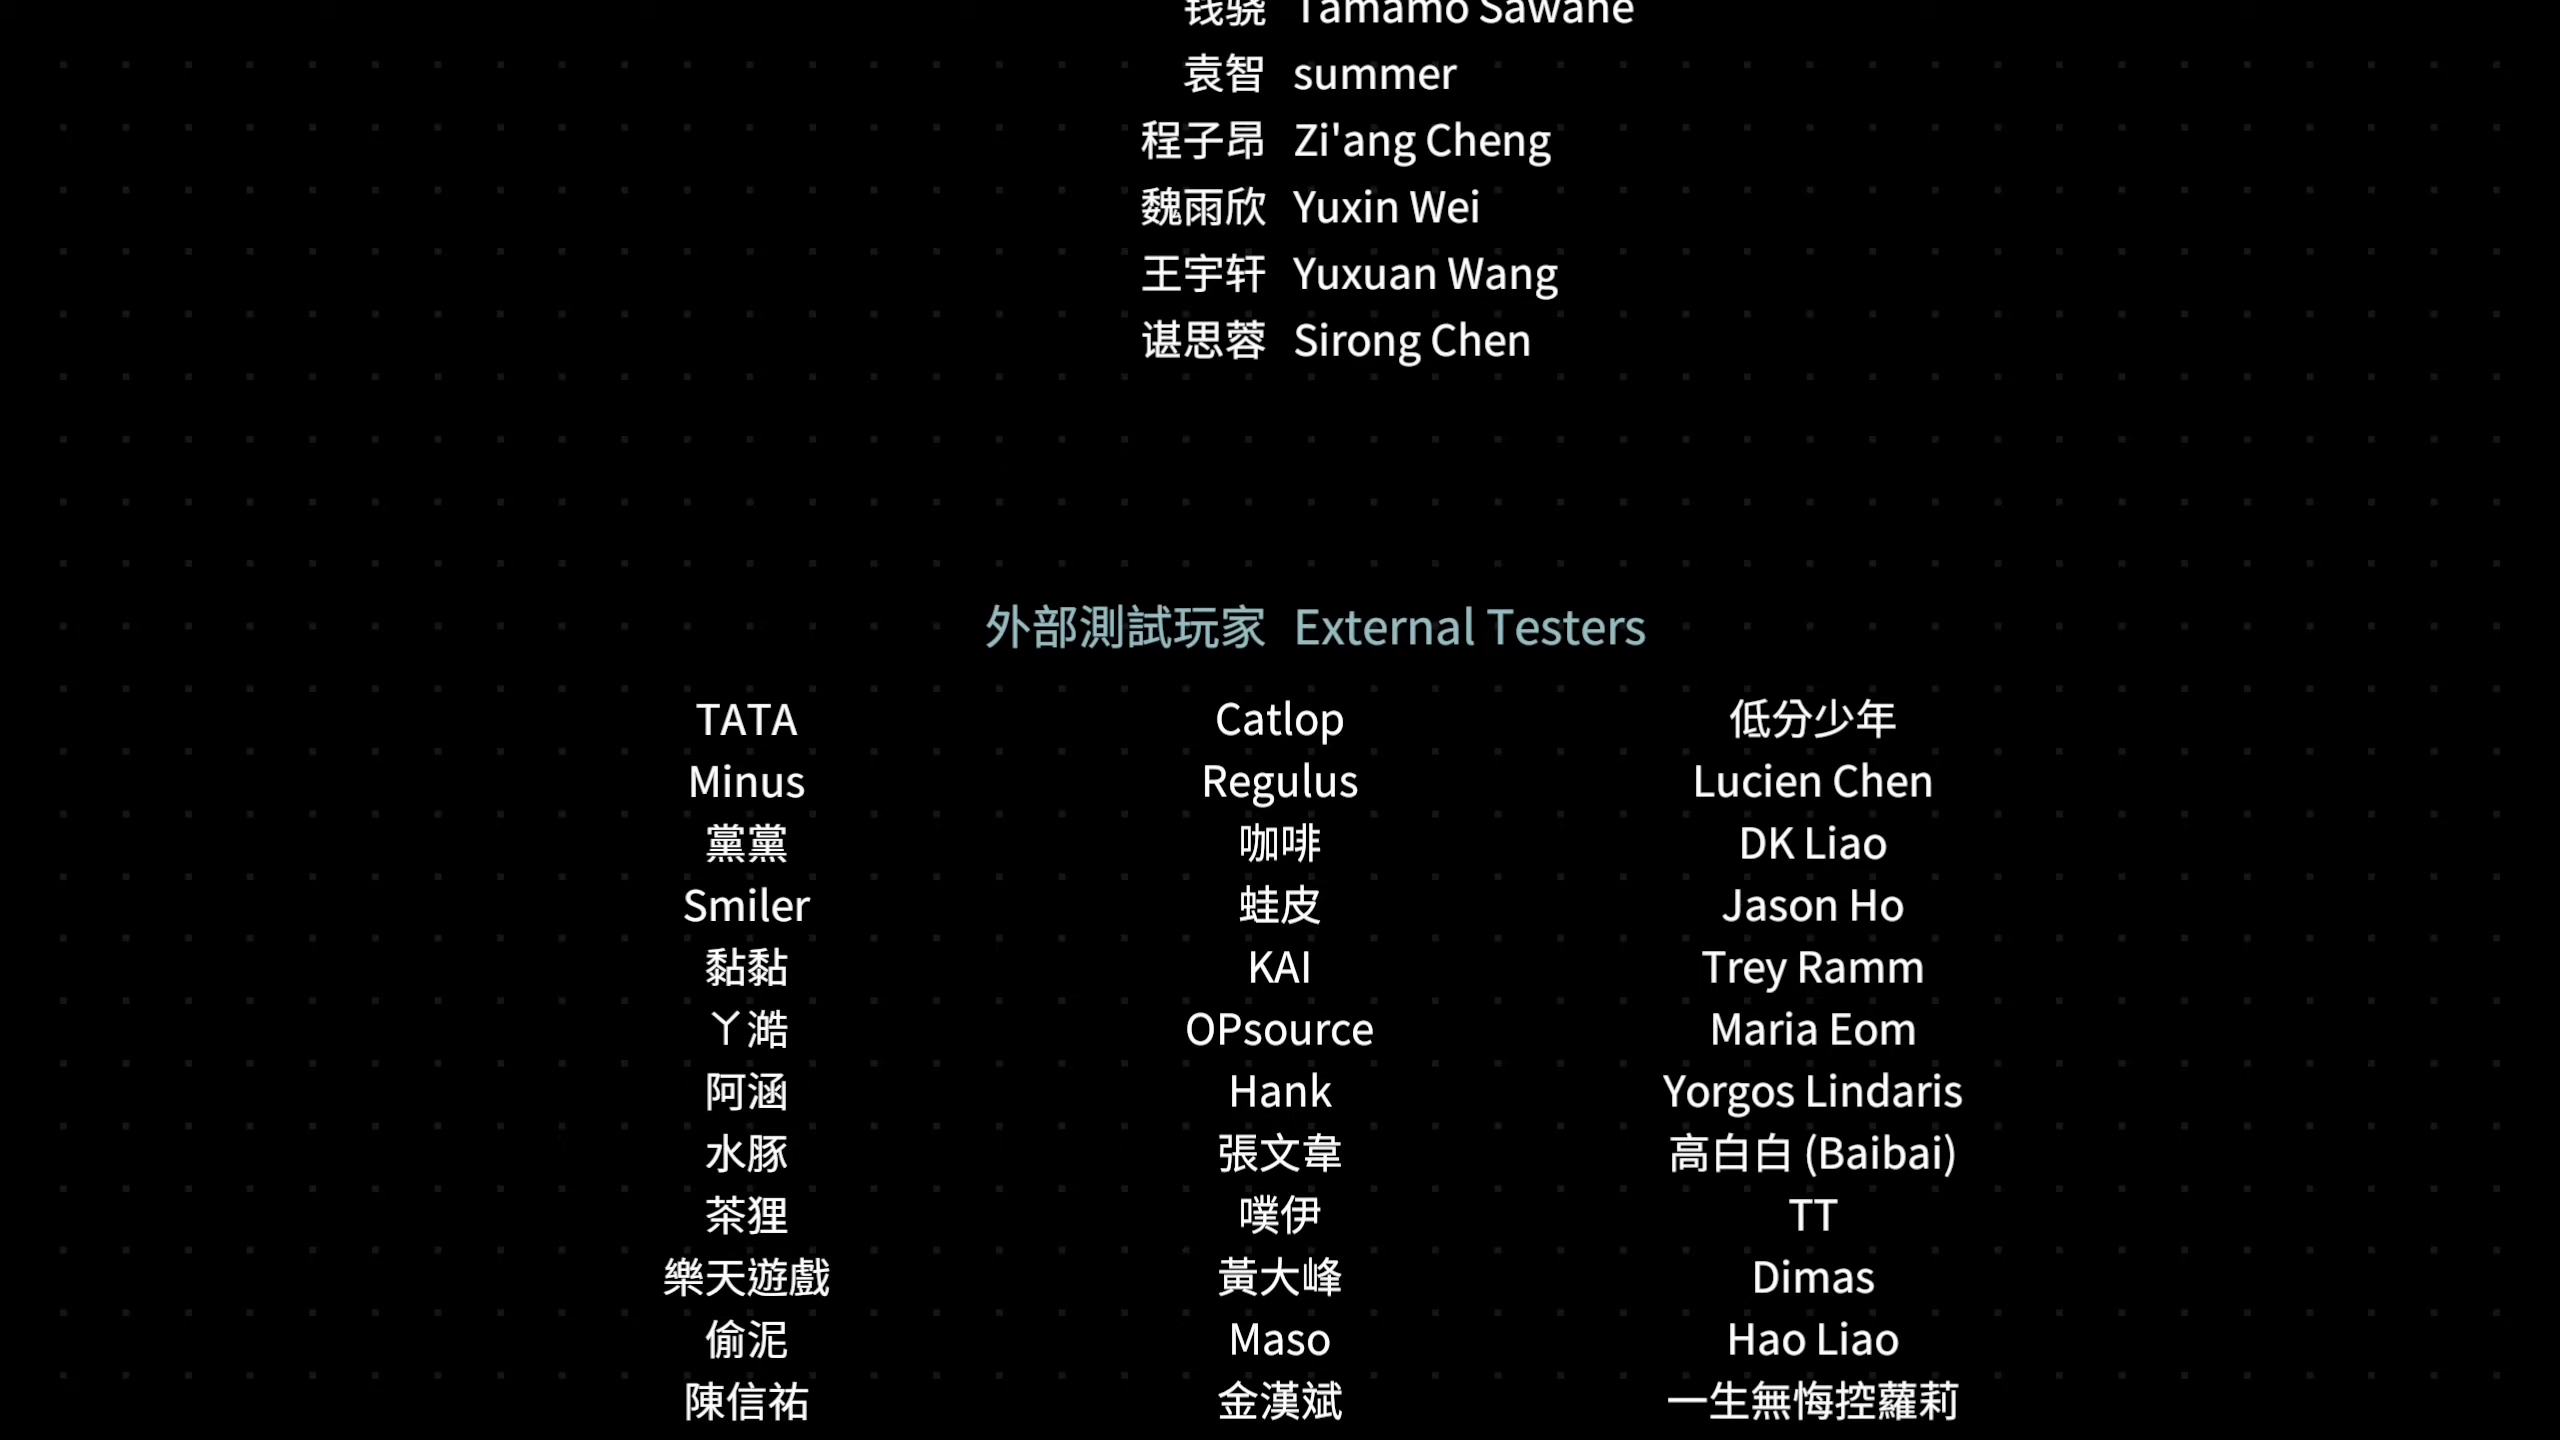 钱骁 Tamamo Sawane
袁智 summer
程子昂 Zi'ang Cheng
魏雨欣 Yuxin Wei
王宇轩 Yuxuan Wang
谌思蓉 Sirong Chen
外部測試玩家 External Testers
TATA Catlop 低分少年
Minus Regulus Lucien Chen
黨黨 咖啡 DK Liao
Smiler 蛙皮 Jason Ho
黏黏 KAI Trey Ramm
丫澔 OPsource Maria Eom
阿涵 Hank Yorgos Lindaris
水豚 張文韋 高白白 (Baibai)
茶狸 噗伊 TT
樂天遊戲 黃大峰 Dimas
偷泥 Maso Hao Liao
陳信祐 金漢斌 一生無悔控蘿莉